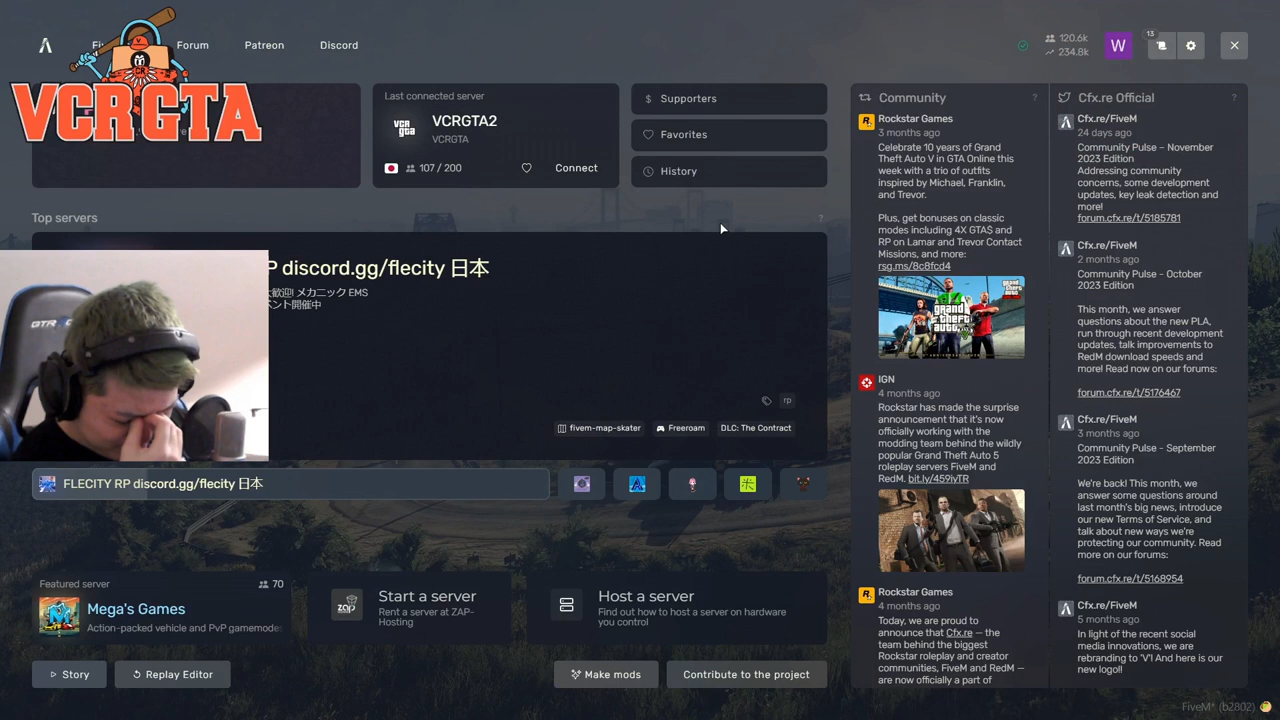 VCRGTA
Forum
Patreon
Discord
120.6k
234.8k
W
13
Last connected server
VCR
gta
VCRGTA2
VCRGTA
107 / 200
Connect
$ Supporters
Favorites
History
Top servers
?
discord.gg/flecity 日本
メカニック EMS
ント開催中
rp
fivem-map-skater
Freeroam
DLC: The Contract
FLECITY RP discord.gg/flecity 日本
Featured server
70
Mega's Games
Action-packed vehicle and PvP gamemode
ZAP
Start a server
Rent a server at ZAP-
Hosting
Host a server
Find out how to host a server on hardware
you control
Story
Replay Editor
Make mods
Contribute to the project
Community
?
Rockstar Games
3 months ago
Celebrate 10 years of Grand
Theft Auto V in GTA Online this
week with a trio of outfits
inspired by Michael, Franklin,
and Trevor.
Plus, get bonuses on classic
modes including 4X GTA$ and
RP on Lamar and Trevor Contact
Missions, and more:
rsg.ms/8c8fcd4
grand
theft
auto
IGN
4 months ago
Rockstar has made the surprise
announcement that it's now
officially working with the
modding team behind the wildly
popular Grand Theft Auto 5
roleplay servers FiveM and
RedM. bit.ly/459iyTR
Rockstar Games
4 months ago
Today, we are proud to
announce that Cfx.re — the
team behind the biggest
Rockstar roleplay and creator
communities, FiveM and RedM —
are now officially a part of
Cfx.re Official
?
Cfx.re/FiveM
24 days ago
Community Pulse – November
2023 Edition
Addressing community
concerns, some development
updates, key leak detection and
more!
forum.cfx.re/t/5185781
Cfx.re/FiveM
2 months ago
Community Pulse – October
2023 Edition
This month, we answer
questions about the new PLA,
run through recent development
updates, talk improvements to
RedM download speeds and
more! Read now on our forums:
forum.cfx.re/t/5176467
Cfx.re/FiveM
3 months ago
Community Pulse – September
2023 Edition
We're back! This month, we
answer some questions around
last month's big news, introduce
our new Terms of Service, and
talk about new ways we're
protecting our community. Read
more on our forums:
forum.cfx.re/t/5168954
Cfx.re/FiveM
5 months ago
In light of the recent social
media innovations, we are
rebranding to 'V'! And here is our
new logo!
FiveM* (b2802)